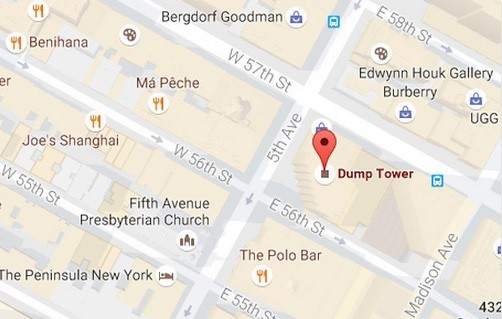 Bergdorf Goodman
E 58th St
Benihana
W 57th St
Edwynn Houk Gallery
Burberry
er
Má Pêche
UGG
Joe's Shanghai
5th Ave
W 56th St
Dump Tower
W 55th St
Fifth Avenue
Presbyterian Church
E 56th St
The Polo Bar
Madison Ave
The Peninsula New York
E 55th St
432